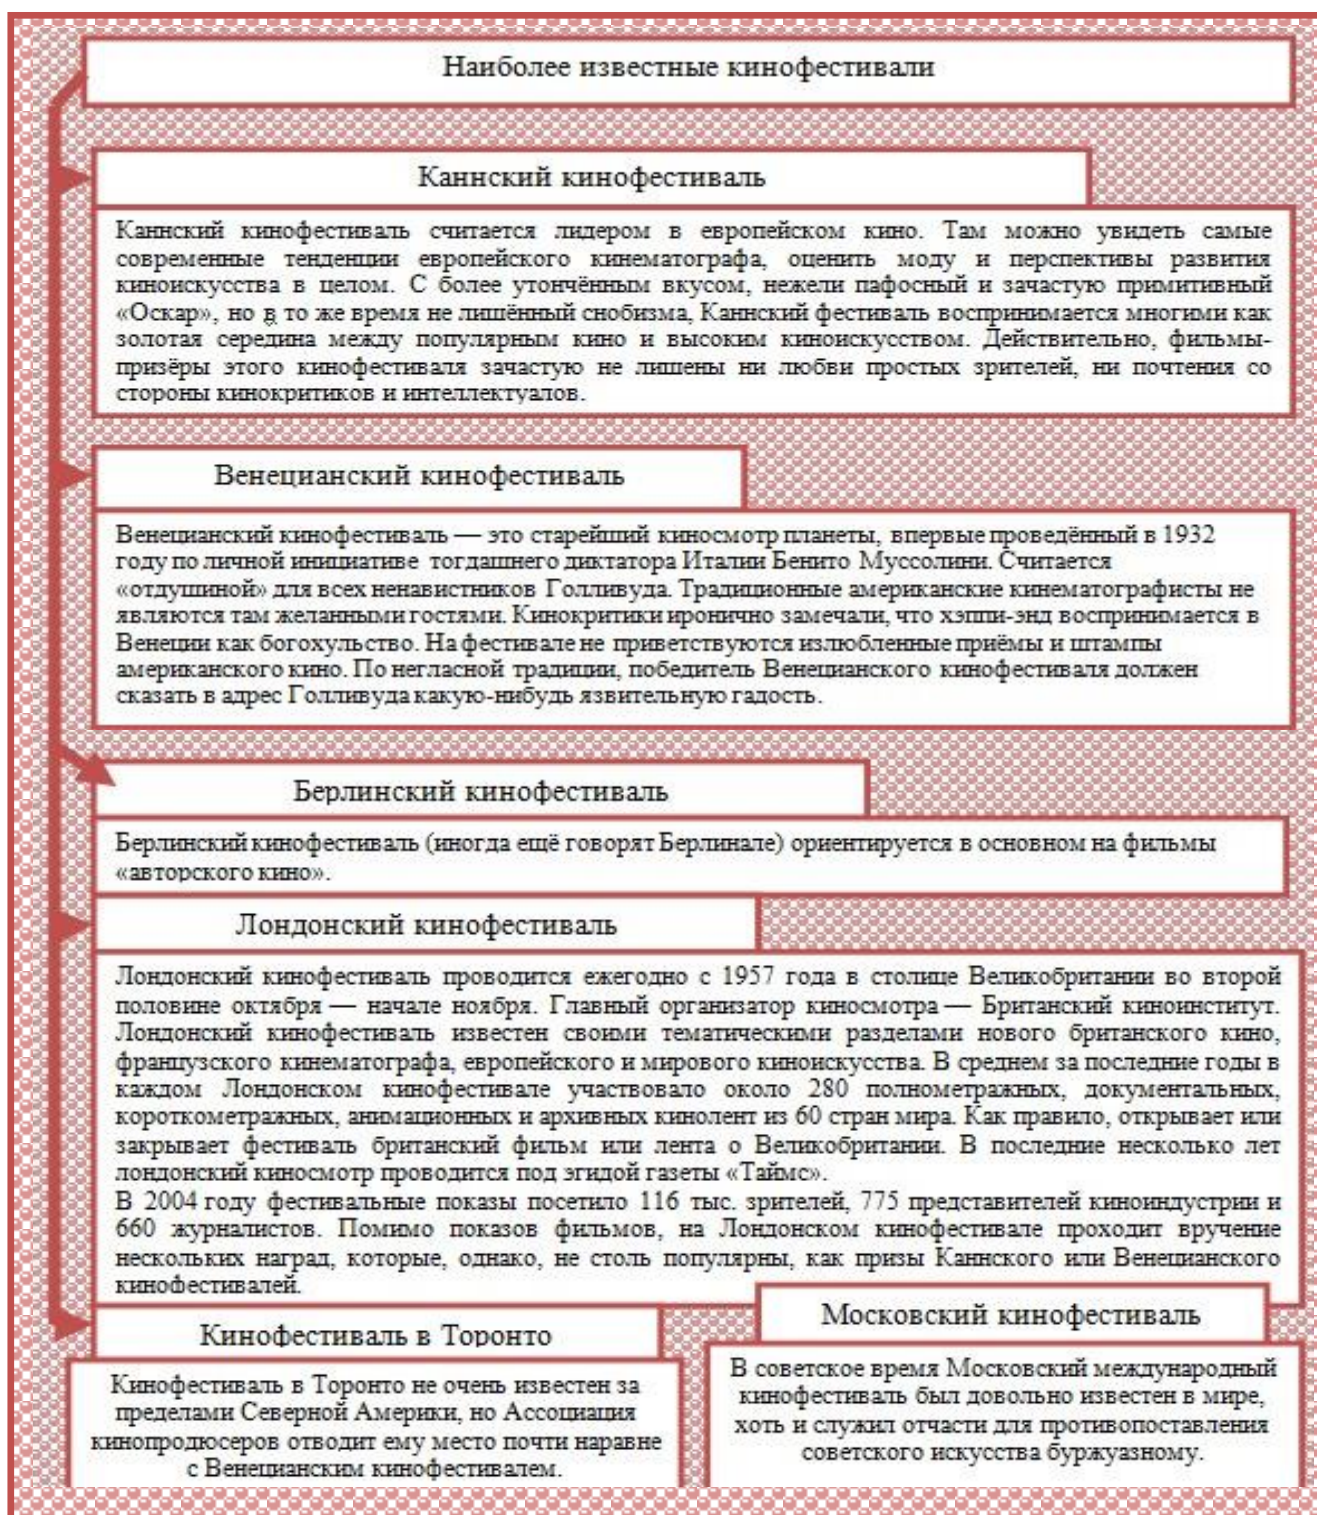 Наиболее известные кинофестивали
Каннский кинофестиваль
Каннский кинофестиваль считается лидером в европейском кино. Там можно увидеть самые
современные тенденции европейского кинематографа, оценить моду и перспективы развития
киноискусства в целом. С более утончённым вкусом, нежели пафосный и зачастую примитивный
«Оскар», но в то же время не лишённый снобизма, Каннский фестиваль воспринимается многими как
золотая середина между популярным кино и высоким киноискусством. Действительно, фильмы-
призёры этого кинофестиваля зачастую не лишены ни любви простых зрителей, ни почтения со
стороны кинокритиков и интеллектуалов.
Венецианский кинофестиваль
Венецианский кинофестиваль — это старейший киносмотр планеты, впервые проведённый в 1932
году по личной инициативе тогдашнего диктатора Италии Бенито Муссолини. Считается
«отдушиной» для всех ненавистников Голливуда. Традиционные американские кинематографисты не
являются там желанными гостями. Кинокритики иронично замечали, что хэппи-энд воспринимается в
Венеции как богохульство. На фестивале не приветствуются излюбленные приёмы и штампы
американского кино. По негласной традиции, победитель Венецианского кинофестиваля должен
сказать в адрес Голливуда какую-нибудь язвительную гадость.
Берлинский кинофестиваль
Берлинский кинофестиваль (иногда ещё говорят Берлинале) ориентируется в основном на фильмы
«авторского кино».
Лондонский кинофестиваль
Лондонский кинофестиваль проводится ежегодно с 1957 года в столице Великобритании во второй
половине октября — начале ноября. Главный организатор киносмотра — Британский киноинститут.
Лондонский кинофестиваль известен своими тематическими разделами нового британского кино,
французского кинематографа, европейского и мирового киноискусства. В среднем за последние годы в
каждом Лондонском кинофестивале участвовало около 280 полнометражных, документальных,
короткометражных, анимационных и архивных кинолент из 60 стран мира. Как правило, открывает или
закрывает фестиваль британский фильм или лента о Великобритании. В последние несколько лет
лондонский киносмотр проводится под эгидой газеты «Таймс».
В 2004 году фестивальные показы посетило 116 тыс. зрителей, 775 представителей киноиндустрии и
660 журналистов. Помимо показов фильмов, на Лондонском кинофестивале проходит вручение
нескольких наград, которые, однако, не столь популярны, как призы Каннского или Венецианского
кинофестивалей.
Кинофестиваль в Торонто
Кинофестиваль в Торонто не очень известен за
пределами Северной Америки, но Ассоциация
кинопродюсеров отводит ему место почти наравне
с Венецианским кинофестивалем.
Московский кинофестиваль
В советское время Московский международный
кинофестиваль был довольно известен в мире,
хоть и служил отчасти для противопоставления
советского искусства буржуазному.